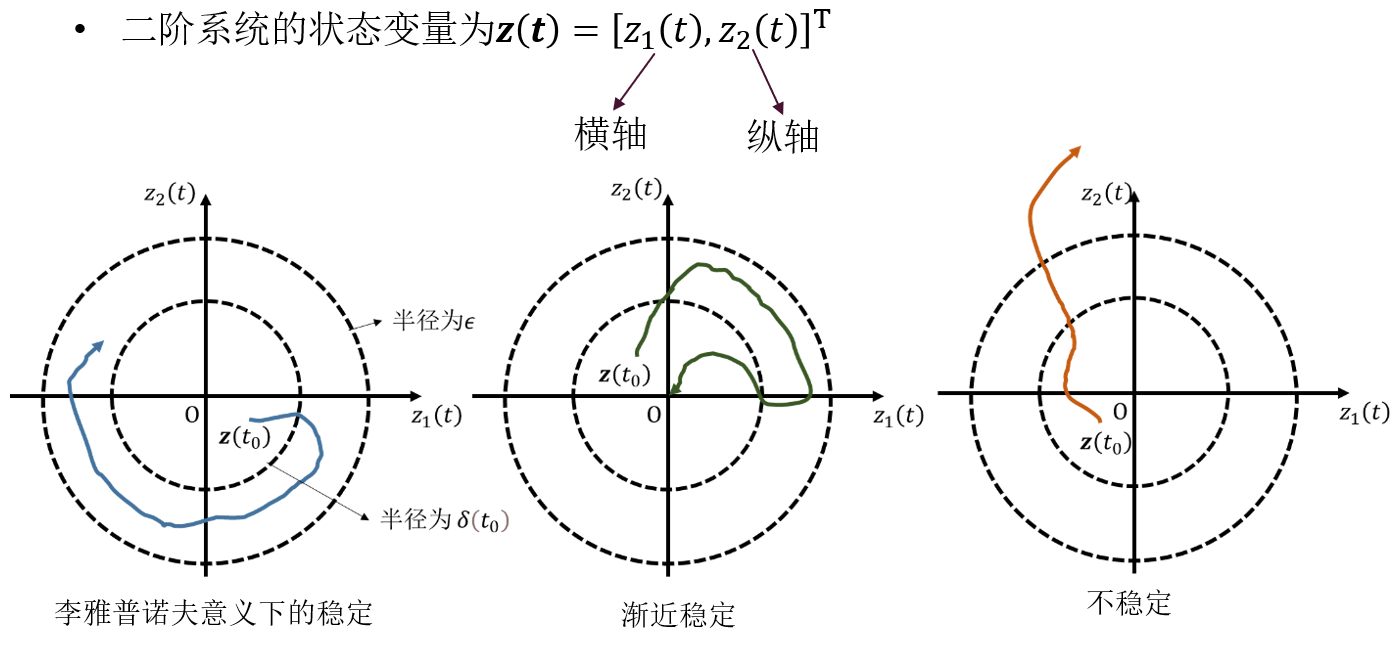 • 二阶系统的状态变量为z(t) = [z₁(t), z₂(t)]ᵀ
横轴 纵轴
z₂(t) z₂(t) z₂(t)
半径为ϵ
0 z₁(t) 0 z₁(t) 0 z₁(t)
z(t₀) z(t₀) z(t₀)
半径为 δ(t₀)
李雅普诺夫意义下的稳定 渐近稳定 不稳定